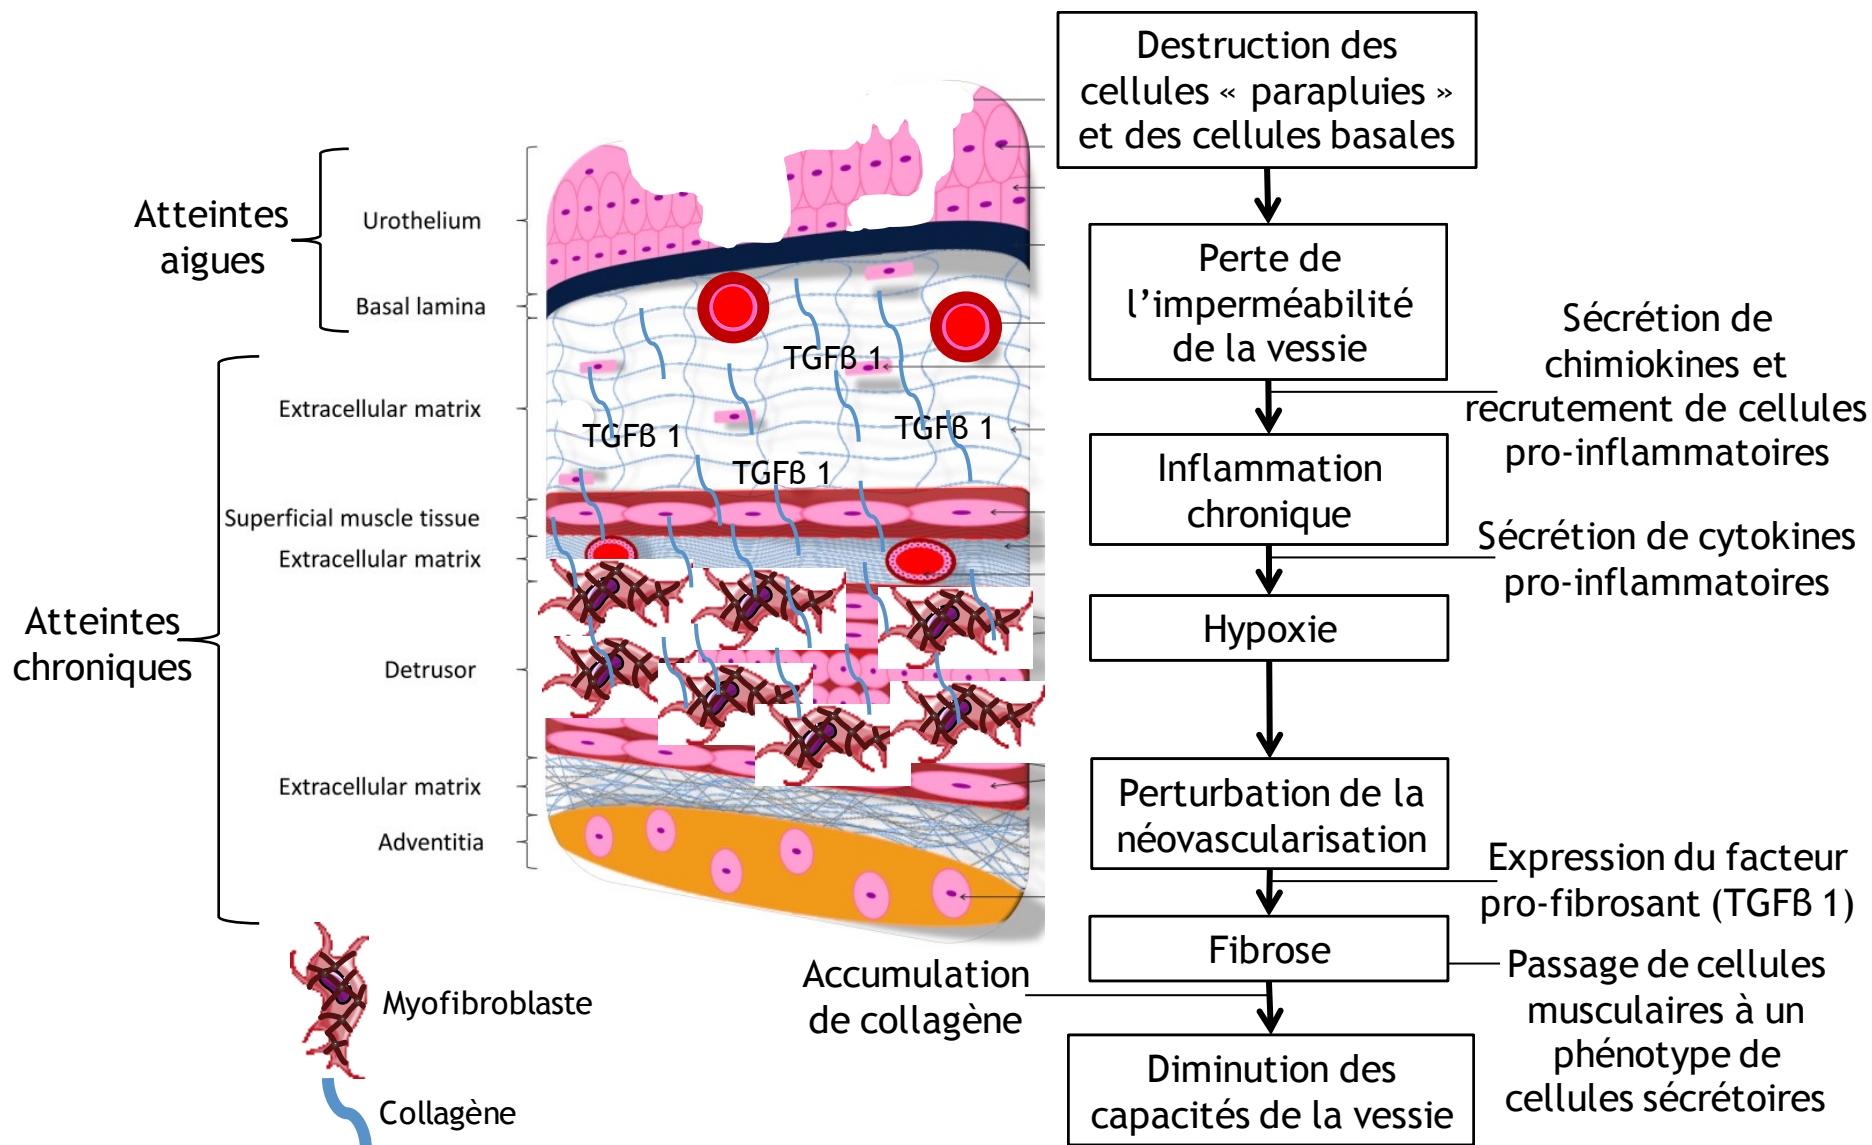 Destruction des
cellules « parapluies »
et des cellules basales
Atteintes
aigues
Urothelium
Basal lamina
Perte de
l’imperméabilité
de la vessie
Sécrétion de
chimiokines et
recrutement de cellules
pro-inflammatoires
TGFß 1
Extracellular matrix
TGFß 1
TGFß 1
TGFß 1
Inflammation
chronique
Superficial muscle tissue
Extracellular matrix
Sécrétion de cytokines
pro-inflammatoires
Atteintes
chroniques
Hypoxie
Detrusor
Extracellular matrix
Adventitia
Perturbation de la
néovascularisation
Expression du facteur
pro-fibrosant (TGFß 1)
Fibrose
Accumulation
de collagène
Passage de cellules
musculaires à un
phénotype de
cellules sécrétoires
Myofibroblaste
Collagène
Diminution des
capacités de la vessie